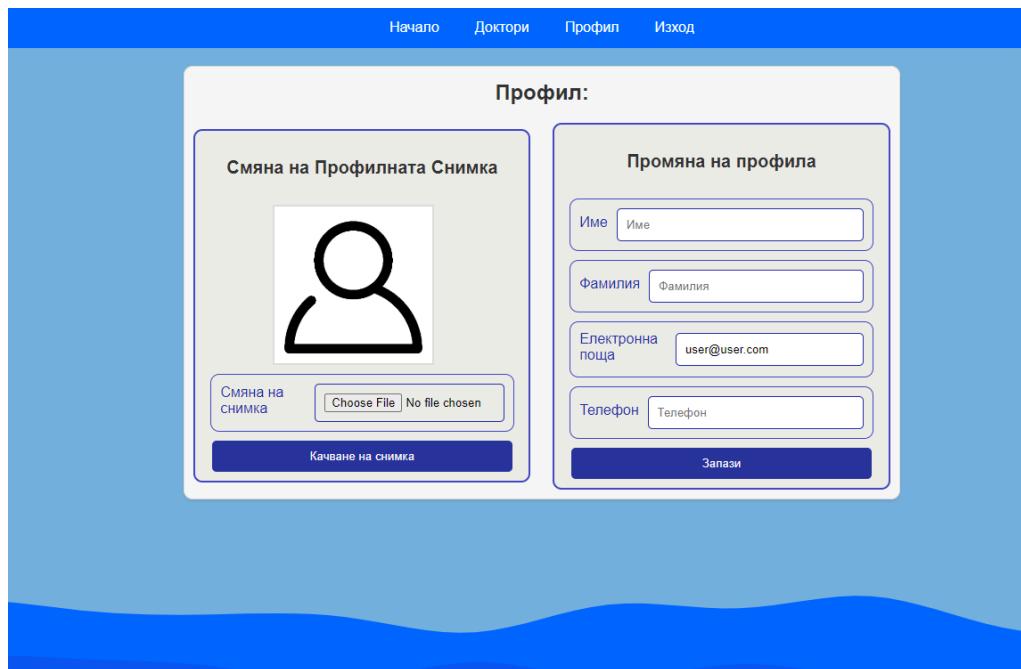 Начало Доктори Профил Изход
Профил:
Смяна на Профилната Снимка
Смяна на
снимка
Choose File No file chosen
Качване на снимка
Промяна на профила
Име Име
Фамилия Фамилия
Електронна
поща
user@user.com
Телефон Телефон
Запази